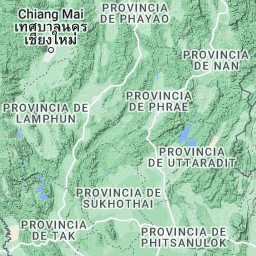 Chiang Mai
เทศบาลนคร
เชียงใหม่
PROVINCIA
DE PHAYAO
PROVINCIA
DE NAN
PROVINCIA DE
LAMPHUN
PROVINCIA
DE PHRAE
PROVINCIA
DE UTTARADIT
PROVINCIA DE
SUKHOTHAI
PROVINCIA
DE TAK
PROVINCIA
DE PHITSANULOK